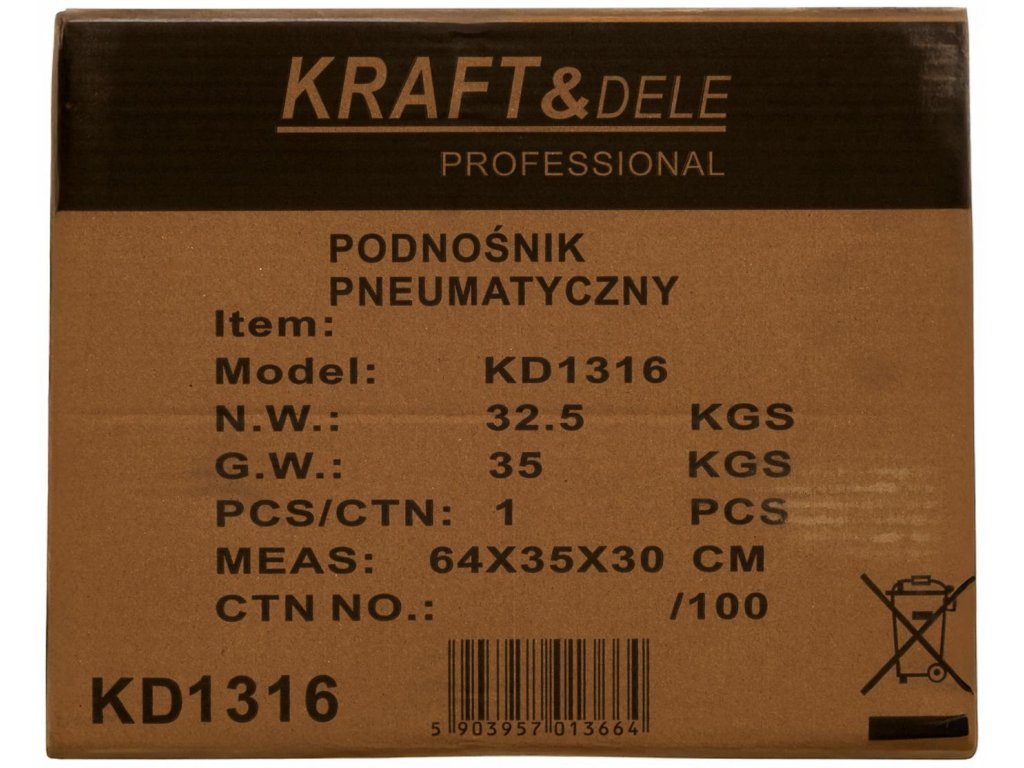 KRAFT&DELE
PROFESSIONAL
PODNOŚNIK
PNEUMATYCZNY
Item:
Model: KD1316
N.W.: 32.5 KGS
G.W.: 35 KGS
PCS/CTN: 1 PCS
MEAS: 64X35X30 CM
CTN NO.: /100
KD1316
5 903957 013664